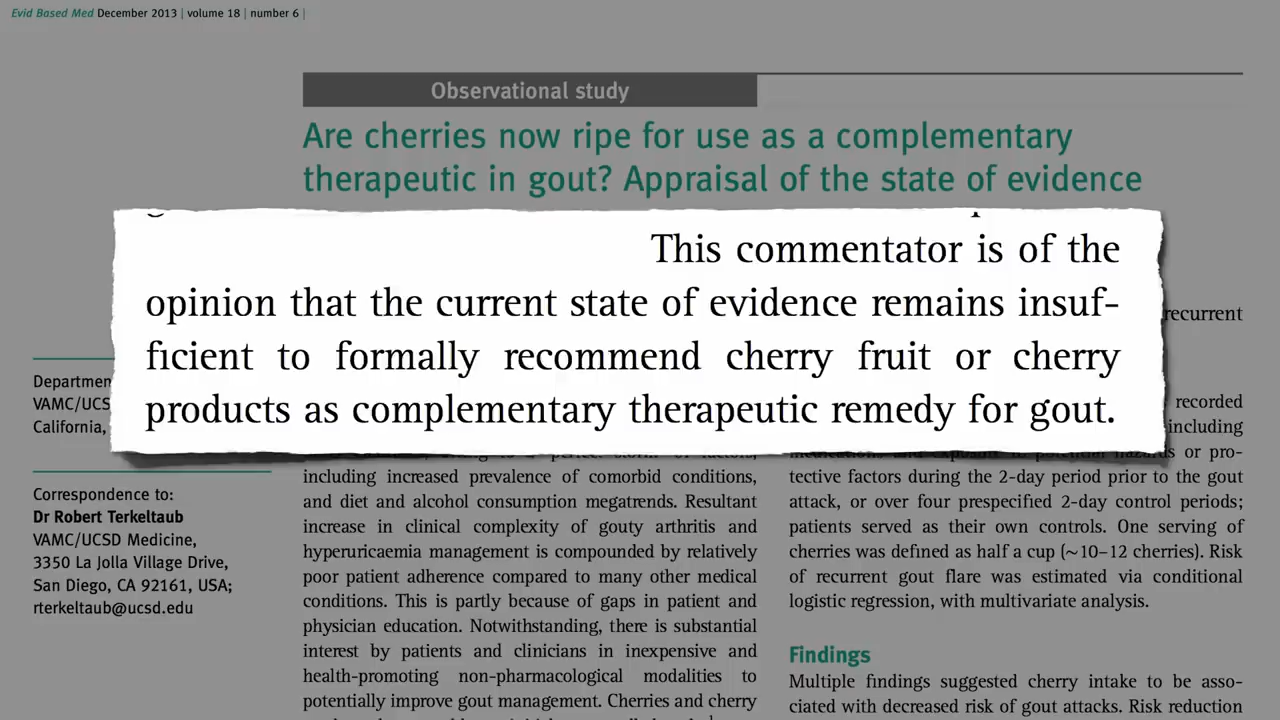 Evid Based Med December 2013 | volume 18 | number 6 |
Observational study
Are cherries now ripe for use as a complementary
therapeutic in gout? Appraisal of the state of evidence
This commentator is of the
opinion that the current state of evidence remains insuf-
ficient to formally recommend cherry fruit or cherry
products as complementary therapeutic remedy for gout.
VAMC/UCS
California,
Correspondence to:
Dr Robert Terkeltaub
VAMC/UCSD Medicine,
3350 La Jolla Village Drive,
San Diego, CA 92161, USA;
rterkeltaub@ucsd.edu
including increased prevalence of comorbid conditions,
and diet and alcohol consumption megatrends. Resultant
increase in clinical complexity of gouty arthritis and
hyperuricaemia management is compounded by relatively
poor patient adherence compared to many other medical
conditions. This is partly because of gaps in patient and
physician education. Notwithstanding, there is substantial
interest by patients and clinicians in inexpensive and
health-promoting non-pharmacological modalities to
potentially improve gout management. Cherries and cherry
recurrent
recorded
including
or pro-
tective factors during the 2-day period prior to the gout
attack, or over four prespecified 2-day control periods;
patients served as their own controls. One serving of
cherries was defined as half a cup (~10–12 cherries). Risk
of recurrent gout flare was estimated via conditional
logistic regression, with multivariate analysis.
Findings
Multiple findings suggested cherry intake to be asso-
ciated with decreased risk of gout attacks. Risk reduction